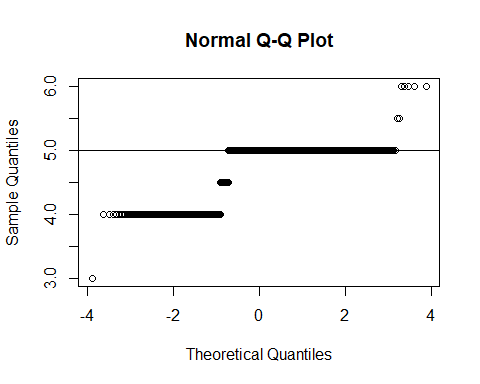 Normal Q-Q Plot
6.0
5.0
4.0
3.0
Sample Quantiles
-4 -2 0 2 4
Theoretical Quantiles